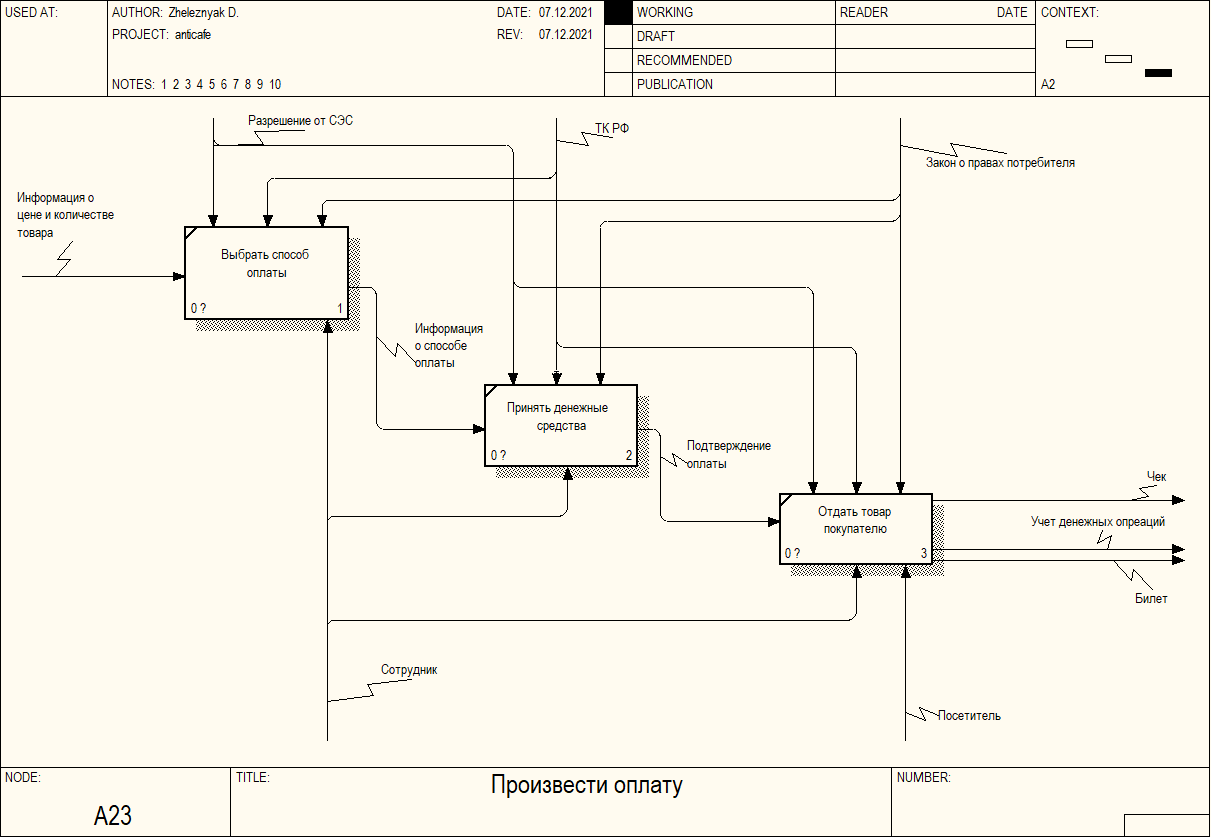 USED AT:
AUTHOR: Zheleznyak D.
DATE: 07.12.2021
PROJECT: anticafe
REV: 07.12.2021
NOTES: 1 2 3 4 5 6 7 8 9 10
WORKING
DRAFT
RECOMMENDED
PUBLICATION
READER DATE
CONTEXT:
A2
Разрешение от СЭС
ТК РФ
Закон о правах потребителя
Информация о
цене и количестве
товара
Выбрать способ
оплаты
0 ? 1
Информация
о способе
оплаты
Принять денежные
средства
0 ? 2
Подтверждение
оплаты
Отдать товар
покупателю
0 ? 3
Чек
Учет денежных опреаций
Билет
Сотрудник
Посетитель
NODE:
A23
TITLE:
Произвести оплату
NUMBER: